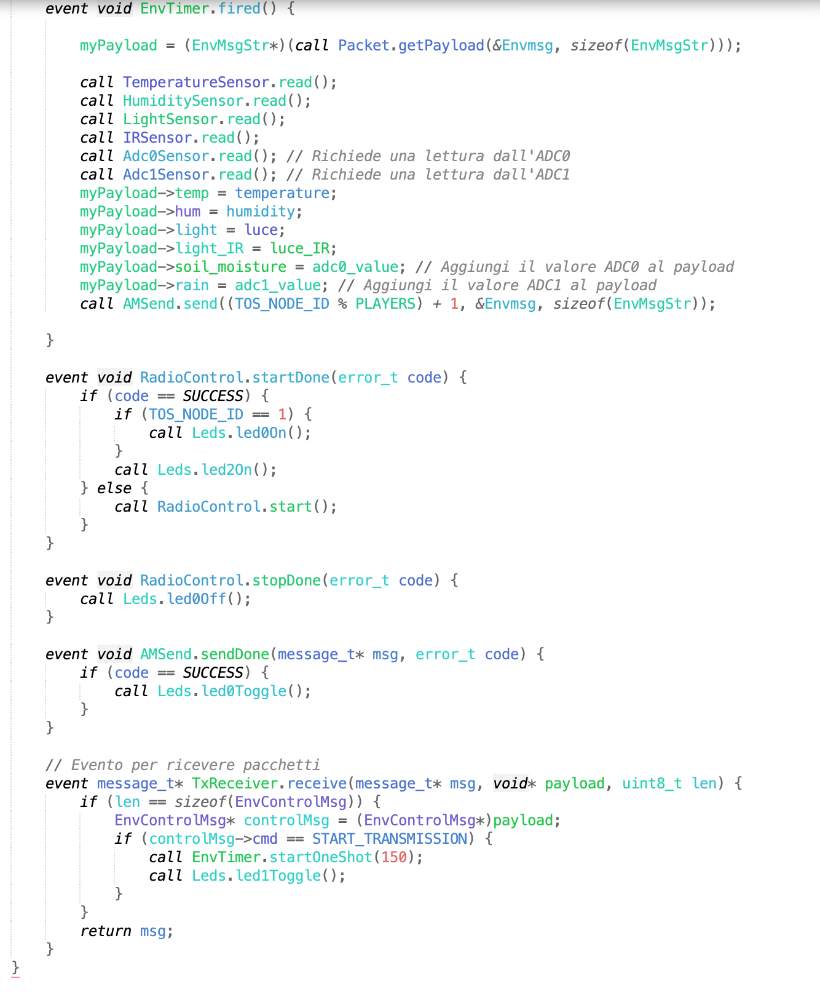 event void EnvTimer.fired() {
myPayload = (EnvMsgStr*)(call Packet.getPayload(&Envmsg, sizeof(EnvMsgStr)));
call TemperatureSensor.read();
call HumiditySensor.read();
call LightSensor.read();
call IRSensor.read();
call Adc0Sensor.read(); // Richiede una lettura dall'ADC0
call Adc1Sensor.read(); // Richiede una lettura dall'ADC1
myPayload->temp = temperature;
myPayload->hum = humidity;
myPayload->light = luce;
myPayload->light_IR = luce_IR;
myPayload->soil_moisture = adc0_value; // Aggiungi il valore ADC0 al payload
myPayload->rain = adc1_value; // Aggiungi il valore ADC1 al payload
call AMSend.send((TOS_NODE_ID % PLAYERS) + 1, &Envmsg, sizeof(EnvMsgStr));
}
event void RadioControl.startDone(error_t code) {
if (code == SUCCESS) {
if (TOS_NODE_ID == 1) {
call Leds.led0On();
}
call Leds.led2On();
} else {
call RadioControl.start();
}
}
event void RadioControl.stopDone(error_t code) {
call Leds.led0Off();
}
event void AMSend.sendDone(message_t* msg, error_t code) {
if (code == SUCCESS) {
call Leds.led0Toggle();
}
}
// Evento per ricevere pacchetti
event message_t* TxReceiver.receive(message_t* msg, void* payload, uint8_t len) {
if (len == sizeof(EnvControlMsg)) {
EnvControlMsg* controlMsg = (EnvControlMsg*)payload;
if (controlMsg->cmd == START_TRANSMISSION) {
call EnvTimer.startOneShot(150);
call Leds.led1Toggle();
}
}
return msg;
}
}